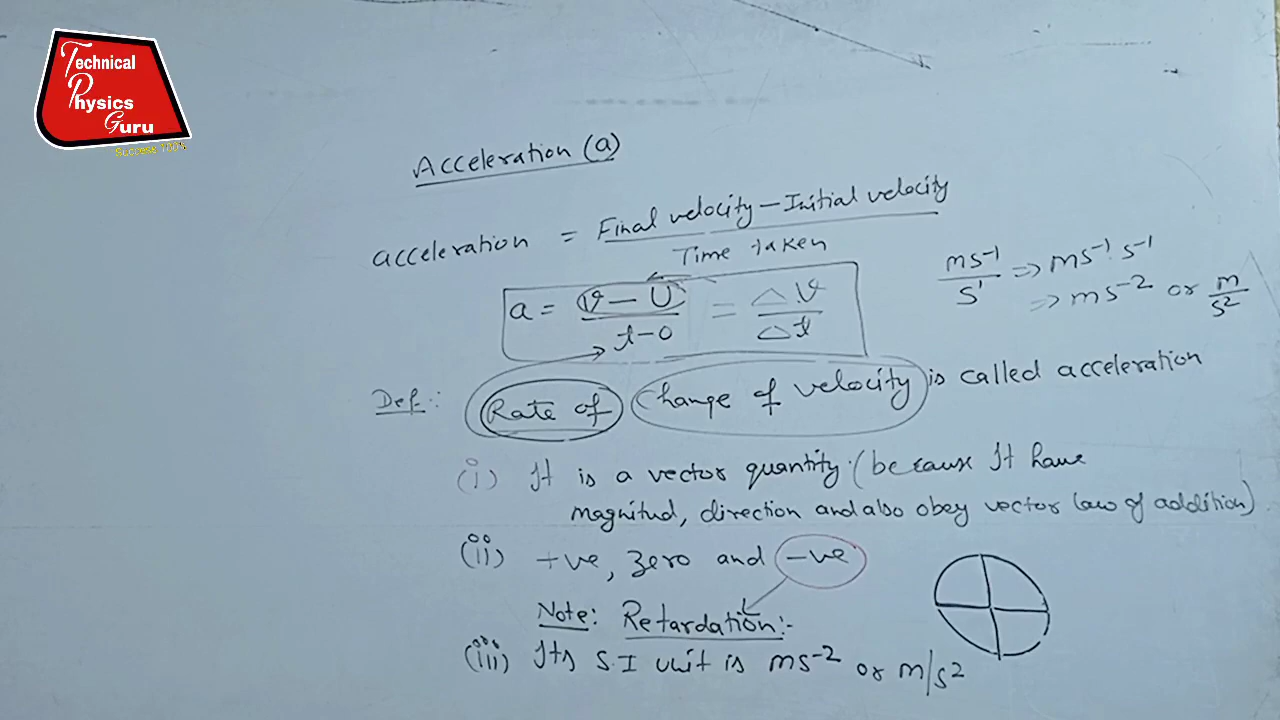 Technical
Physics
Guru
Success 100%
Acceleration (a)
acceleration = Final velocity – Initial velocity
Time taken
ms⁻¹ / s¹ ⇒ ms⁻¹ s⁻¹
⇒ ms⁻² or m/s²
a = v – U / t–0 = △v / △t
Def:: Rate of change of velocity is called acceleration
(i) It is a vector quantity (because It have
magnitud, direction and also obey vector law of addition)
(ii) +ve, zero and –ve
Note: Retardation:-
(iii) Its S.I unit is ms⁻² or m/s²